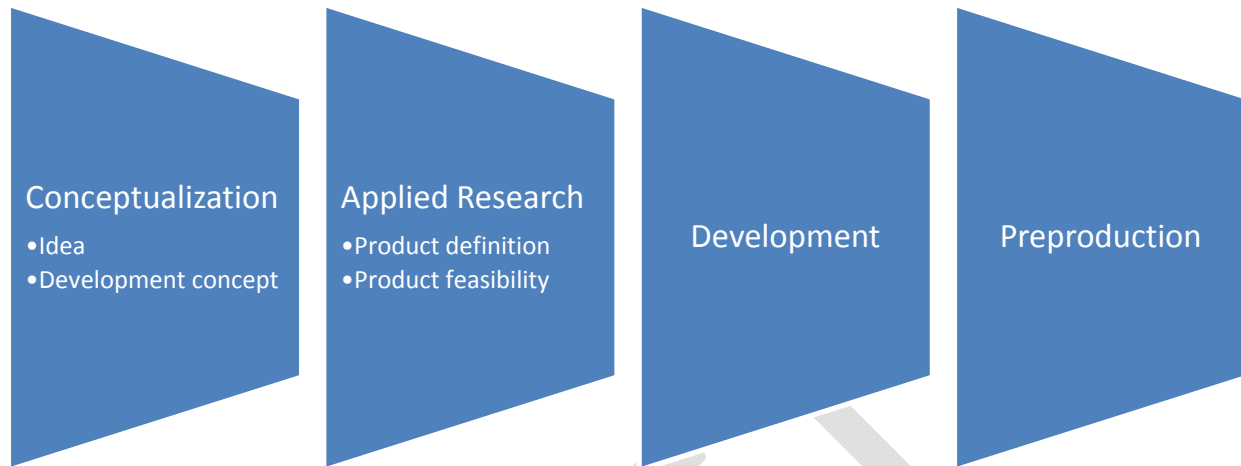 Conceptualization
•Idea
•Development concept
Applied Research
•Product definition
•Product feasibility
Development
Preproduction